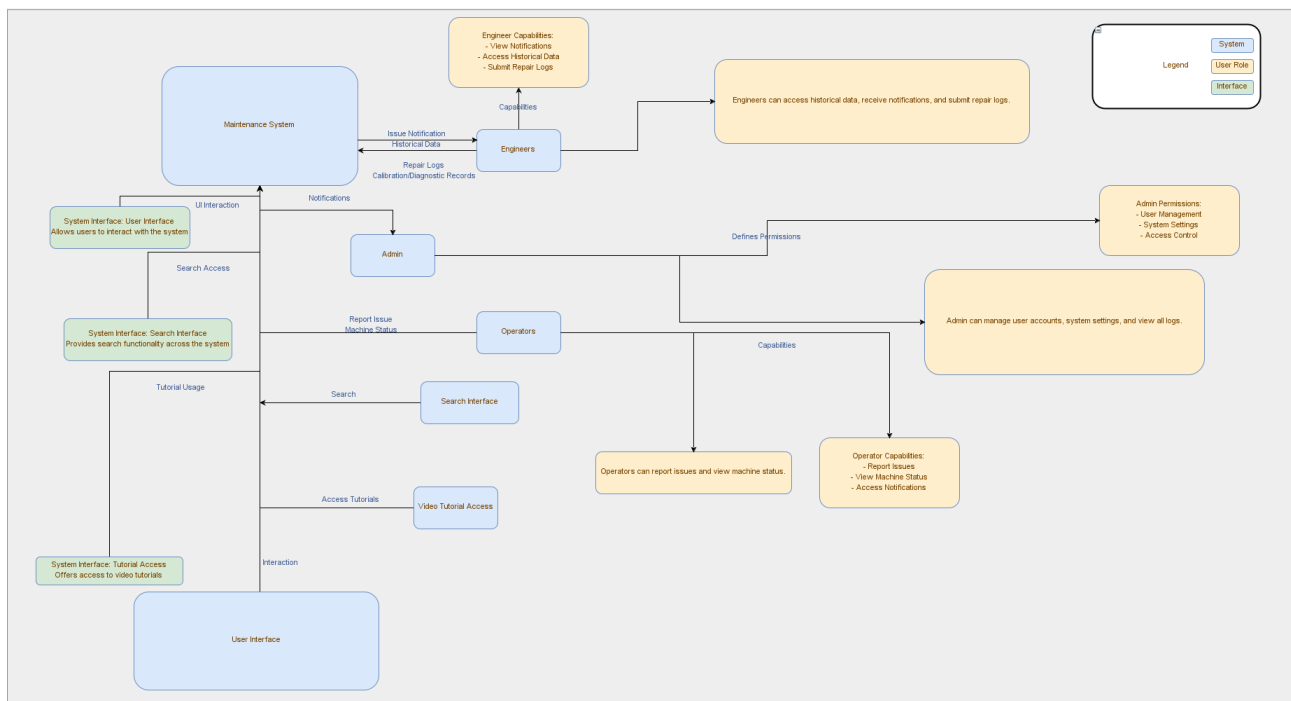 Engineer Capabilities:
- View Notifications
- Access Historical Data
- Submit Repair Logs
System
Legend
User Role
Interface
Capabilities
Engineers can access historical data, receive notifications, and submit repair logs.
Maintenance System
Issue Notification
Historical Data
Engineers
Repair Logs
Calibration/Diagnostic Records
UI Interaction
Notifications
System Interface: User Interface
Allows users to interact with the system
Admin
Defines Permissions
Admin Permissions:
- User Management
- System Settings
- Access Control
Search Access
System Interface: Search Interface
Provides search functionality across the system
Report Issue
Machine Status
Operators
Capabilities
Admin can manage user accounts, system settings, and view all logs.
Tutorial Usage
Search
Search Interface
Operators can report issues and view machine status.
Operator Capabilities:
- Report Issues
- View Machine Status
- Access Notifications
Access Tutorials
Video Tutorial Access
System Interface: Tutorial Access
Offers access to video tutorials
Interaction
User Interface